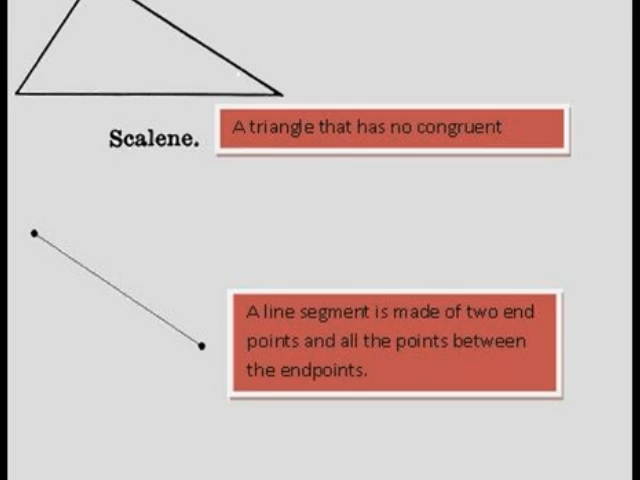 Scalene.
A triangle that has no congruent
A line segment is made of two end
points and all the points between
the endpoints.